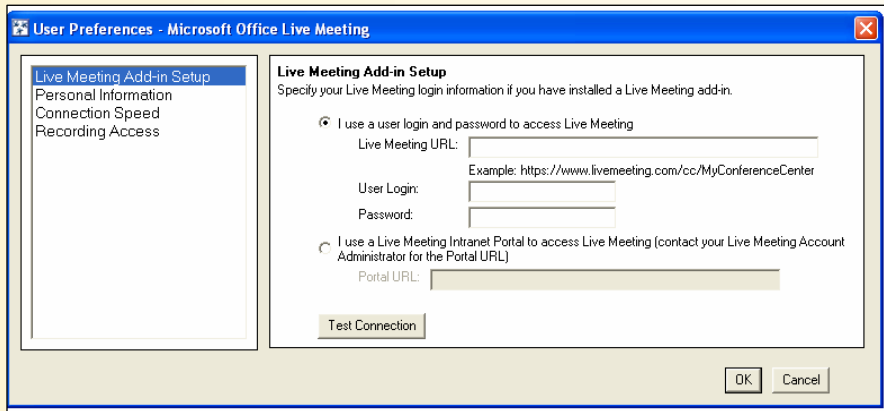 User Preferences - Microsoft Office Live Meeting
Live Meeting Add-in Setup
Personal Information
Connection Speed
Recording Access
Live Meeting Add-in Setup
Specify your Live Meeting login information if you have installed a Live Meeting add-in.
I use a user login and password to access Live Meeting
Live Meeting URL:
Example: https://www.livemeeting.com/cc/MyConferenceCenter
User Login:
Password:
I use a Live Meeting Intranet Portal to access Live Meeting (contact your Live Meeting Account
Administrator for the Portal URL)
Portal URL:
Test Connection
OK Cancel